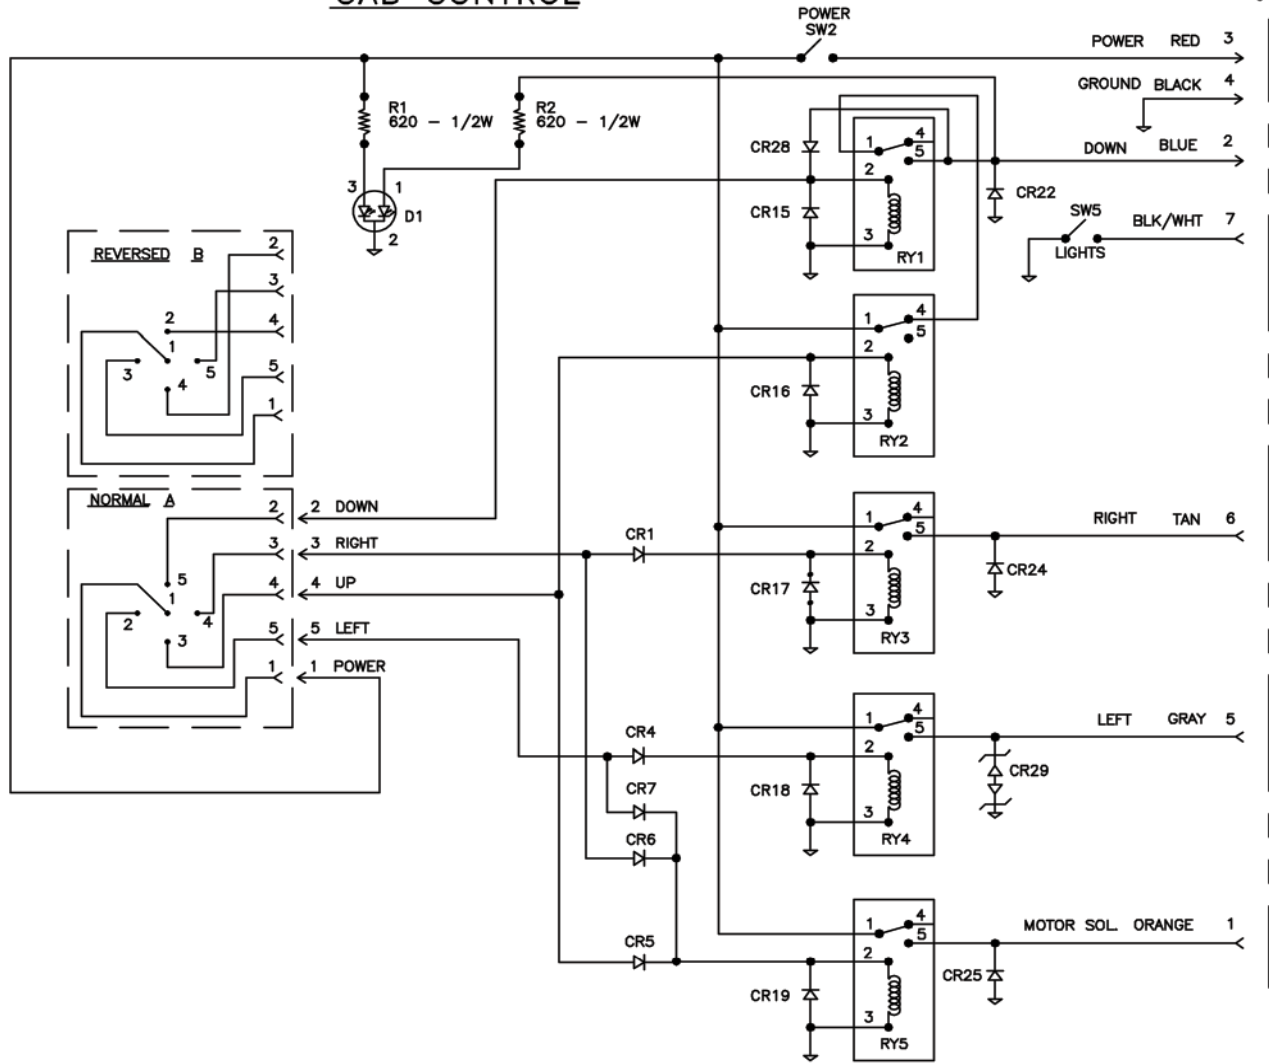 CAB CONTROL
POWER
SW2
POWER RED 3
GROUND BLACK 4
R1
620 - 1/2W
R2
620 - 1/2W
CR28
1
4
5
2
3
RY1
DOWN BLUE 2
CR15
CR22
3
1
D1
2
SW5
LIGHTS
BLK/WHT 7
REVERSED B
2
3
4
5
1
2
1
3
5
4
1
4
5
2
3
RY2
CR16
NORMAL A
2
3
4
5
1
5
1
2
4
3
2 DOWN
3 RIGHT
4 UP
5 LEFT
1 POWER
CR1
1
4
5
2
3
RY3
CR17
RIGHT TAN 6
CR24
CR4
CR7
CR6
CR5
1
4
5
2
3
RY4
CR18
LEFT GRAY 5
CR29
1
4
5
2
3
RY5
CR19
MOTOR SOL. ORANGE 1
CR25